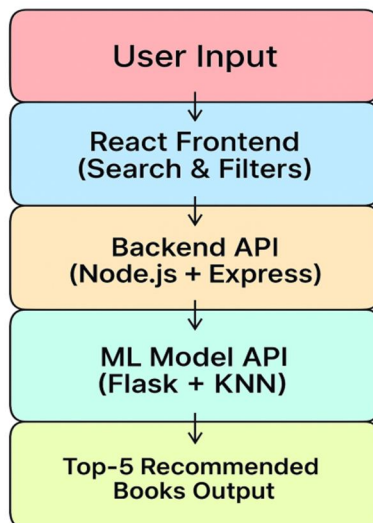 User Input
React Frontend
(Search & Filters)
Backend API
(Node.js + Express)
ML Model API
(Flask + KNN)
Top-5 Recommended
Books Output